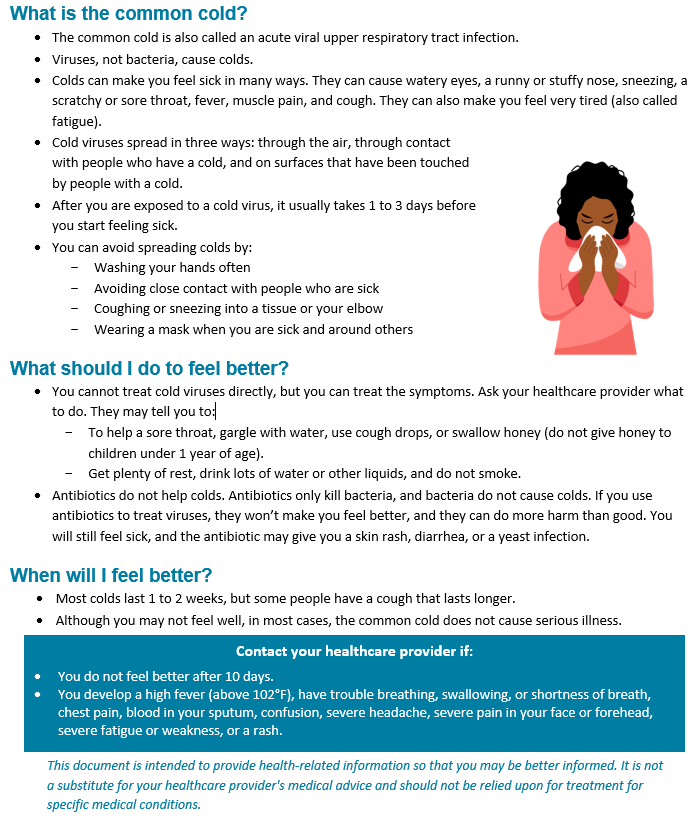 What is the common cold?
• The common cold is also called an acute viral upper respiratory tract infection.
• Viruses, not bacteria, cause colds.
• Colds can make you feel sick in many ways. They can cause watery eyes, a runny or stuffy nose, sneezing, a
scratchy or sore throat, fever, muscle pain, and cough. They can also make you feel very tired (also called
fatigue).
• Cold viruses spread in three ways: through the air, through contact
with people who have a cold, and on surfaces that have been touched
by people with a cold.
• After you are exposed to a cold virus, it usually takes 1 to 3 days before
you start feeling sick.
• You can avoid spreading colds by:
– Washing your hands often
– Avoiding close contact with people who are sick
– Coughing or sneezing into a tissue or your elbow
– Wearing a mask when you are sick and around others
What should I do to feel better?
• You cannot treat cold viruses directly, but you can treat the symptoms. Ask your healthcare provider what
to do. They may tell you to:
– To help a sore throat, gargle with water, use cough drops, or swallow honey (do not give honey to
children under 1 year of age).
– Get plenty of rest, drink lots of water or other liquids, and do not smoke.
• Antibiotics do not help colds. Antibiotics only kill bacteria, and bacteria do not cause colds. If you use
antibiotics to treat viruses, they won’t make you feel better, and they can do more harm than good. You
will still feel sick, and the antibiotic may give you a skin rash, diarrhea, or a yeast infection.
When will I feel better?
• Most colds last 1 to 2 weeks, but some people have a cough that lasts longer.
• Although you may not feel well, in most cases, the common cold does not cause serious illness.
Contact your healthcare provider if:
• You do not feel better after 10 days.
• You develop a high fever (above 102°F), have trouble breathing, swallowing, or shortness of breath,
chest pain, blood in your sputum, confusion, severe headache, severe pain in your face or forehead,
severe fatigue or weakness, or a rash.
This document is intended to provide health-related information so that you may be better informed. It is not
a substitute for your healthcare provider's medical advice and should not be relied upon for treatment for
specific medical conditions.